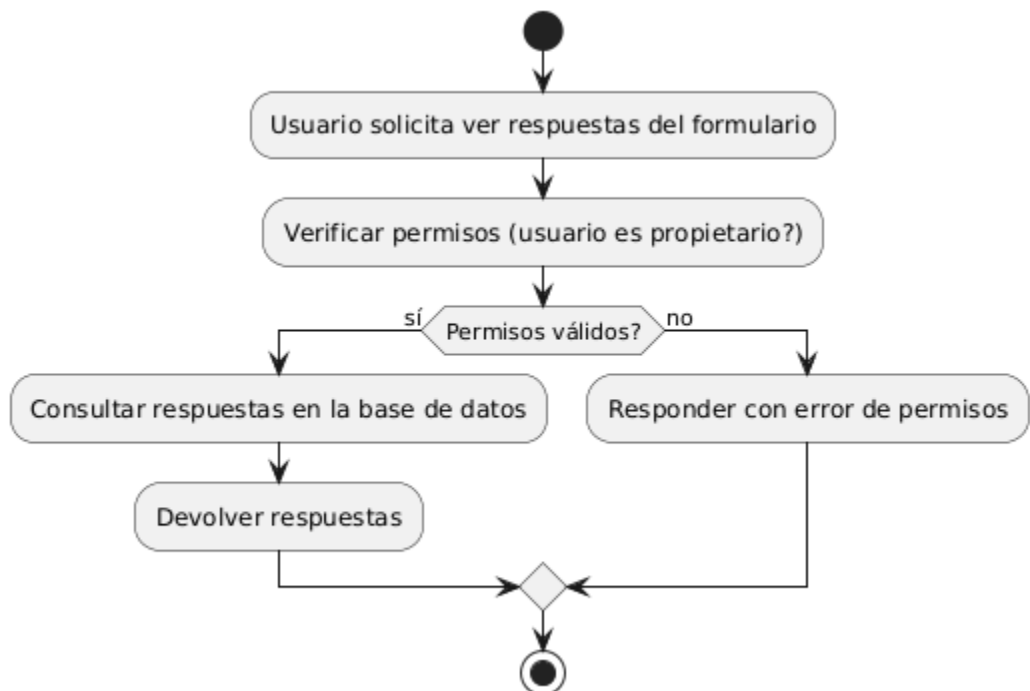 Usuario solicita ver respuestas del formulario
Verificar permisos (usuario es propietario?)
sí
Permisos válidos?
no
Consultar respuestas en la base de datos
Responder con error de permisos
Devolver respuestas